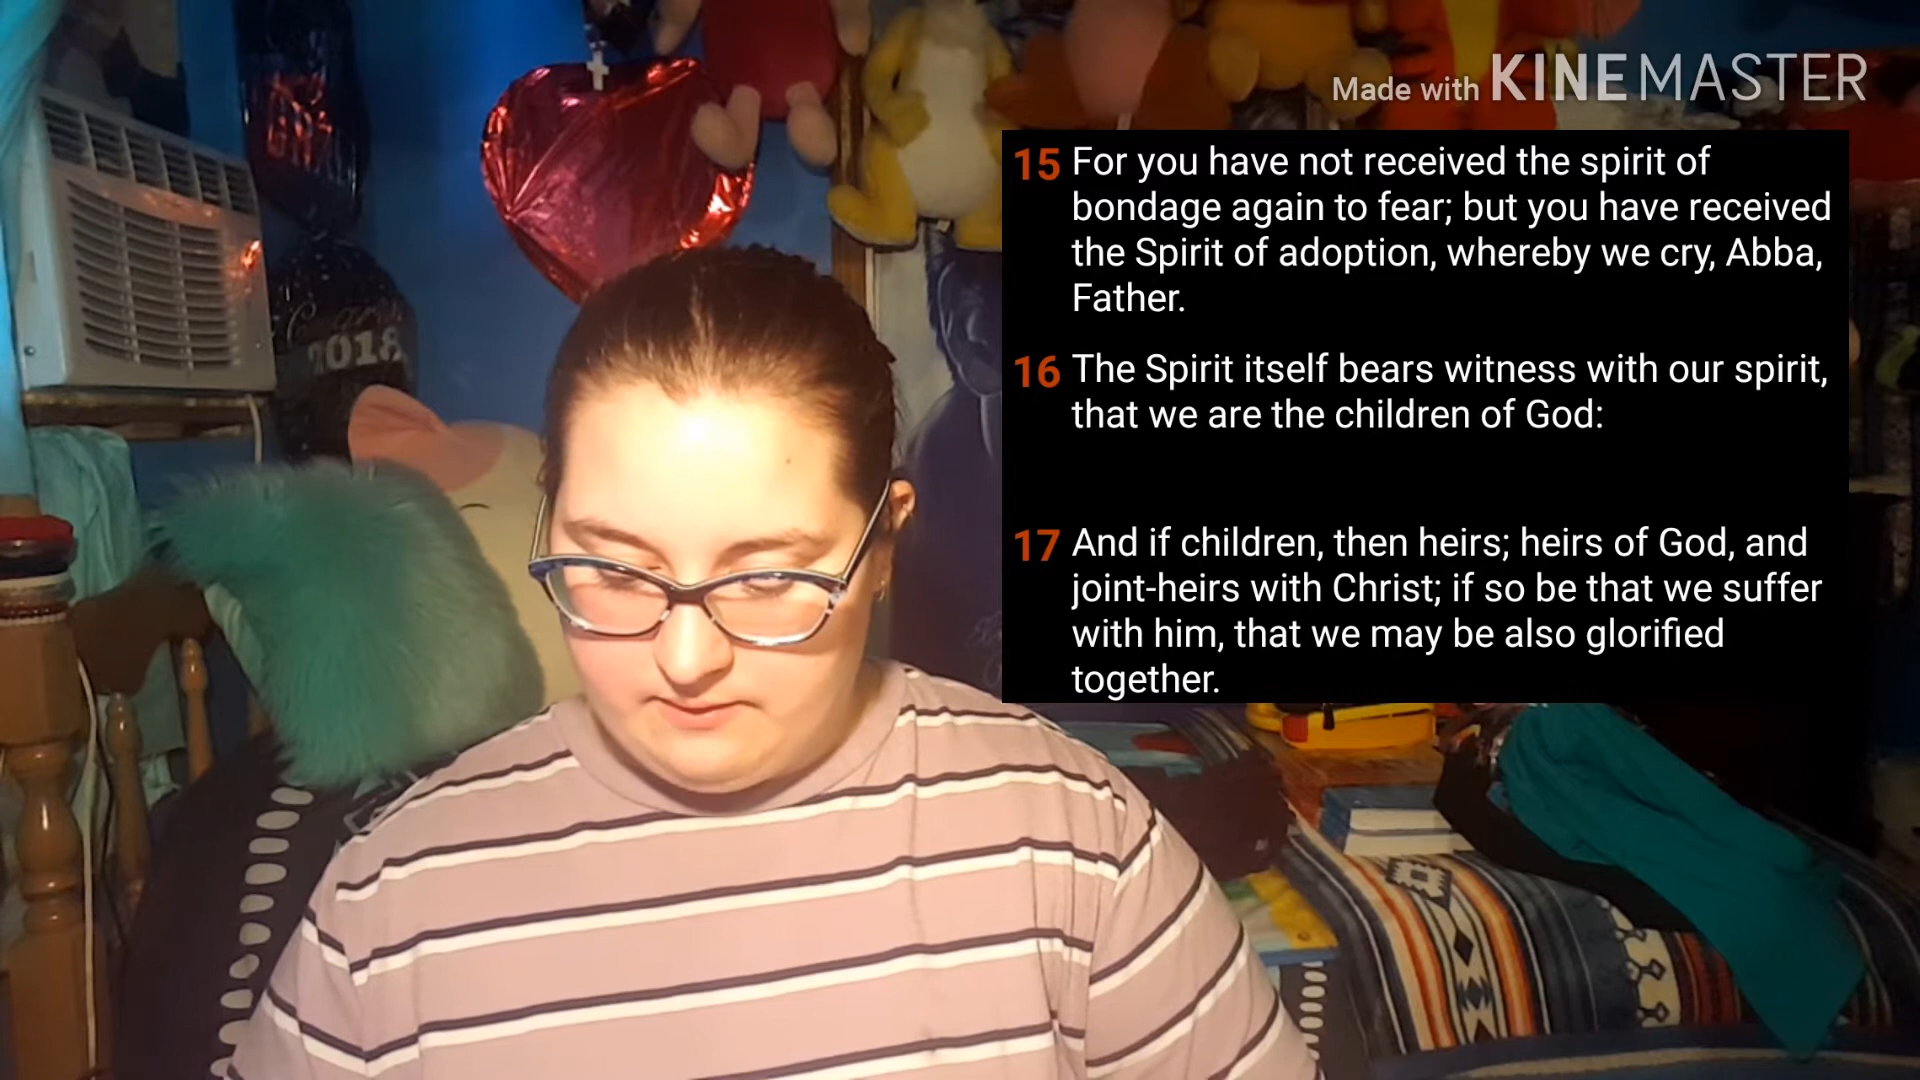 Made with KINEMASTER
15 For you have not received the spirit of
bondage again to fear; but you have received
the Spirit of adoption, whereby we cry, Abba,
Father.
16 The Spirit itself bears witness with our spirit,
that we are the children of God:
17 And if children, then heirs; heirs of God, and
joint-heirs with Christ; if so be that we suffer
with him, that we may be also glorified
together.
2018